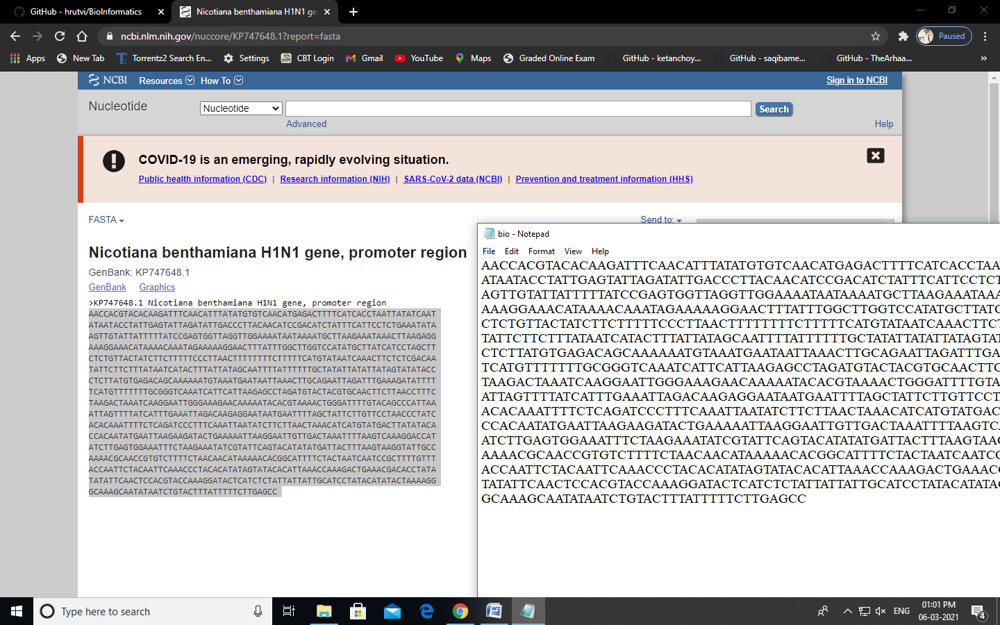 GitHub - hrutvi/BioInformatics
Nicotiana benthamiana H1N1 ge
ncbi.nlm.nih.gov/nuccore/KP747648.1?report=fasta
Paused
Apps
New Tab
Torrentz2 Search En...
Settings
CBT Login
Gmail
YouTube
Maps
Graded Online Exam
GitHub - ketanchoy...
GitHub - saqibame...
GitHub - TheArhaa...
»
NCBI
Resources
How To
Sign in to NCBI
Nucleotide
Nucleotide
Search
Advanced
Help
COVID-19 is an emerging, rapidly evolving situation.
Public health information (CDC) | Research information (NIH) | SARS-CoV-2 data (NCBI) | Prevention and treatment information (HHS)
FASTA
Send to:
Nicotiana benthamiana H1N1 gene, promoter region
GenBank: KP747648.1
GenBank Graphics
>KP747648.1 Nicotiana benthamiana H1N1 gene, promoter region
AACCACGTACACAAGATTTCAACATTTATATGTGTCAACATGAGACTTTTCATCACCTAATTATATCAAT
ATAATACCTATTGAGTATTAGATATTGACCCTTACAACATCCGACATCTATTTCATTCCTCTGAAATATA
AGTTGTATTATTTTTATCCGAGTGGTTAGGTTGGAAAATAATAAAATGCTTAAGAAATAAACTTAAGAGG
AAAGGAAACATAAAACAAATAGAAAAAGGAACTTTATTTGGCTTGGTCCATATGCTTATCATCCTAGCTT
CTCTGTTACTATCTTCTTTTTCCCTTAACTTTTTTTTCTTTTTCATGTATAATCAAACTTCTCTCGACAA
TATTCTTCTTTATAATCATACTTTATTATAGCAATTTTATTTTTTGCTATATTATATTATAGTATATACC
CTCTTATGTGAGACAGCAAAAAATGTAAATGAATAATTAAACTTGCAGAATTAGATTTGAAAGATATTTT
TCATGTTTTTTTGCGGGTCAAATCATTCATTAAGAGCCTAGATGTACTACGTGCAACTTCTTAACCTTTC
TAAGACTAAATCAAGGAATTGGGAAAGAACAAAAATACACGTAAAACTGGGATTTTGTACAGCCCATTAA
ATTAGTTTTATCATTTGAAATTAGACAAGAGGAATAATGAATTTTAGCTATTCTTGTTCCTAACCCTATC
ACACAAATTTTCTCAGATCCCTTTCAAATTAATATCTTCTTAACTAAACATCATGTATGACTTATATACA
CCCACAATATGAATTAAGAAGATACTGAAAAATTAAGGAATTGTTGACTAAATTTTAAGTCAAAGGACCAT
ATCTTGAGTGGAAATTTCTAAGAAATATCGTATTCAGTACATATATGATTACTTTAAGTAAGGTATTGCC
AAAACGCAACCGTGTCTTTTCTAACAACATAAAAACACGGCATTTTCTACTAATCAATCCGCTTTTGTTT
ACCAATTCTACAATTCAAACCCTACACATATAGTATACACATTAAACCAAAGACTGAAACGACACCTATA
TATATTCAACTCCACGTACCAAAGGATACTCATCTCTATTATTATTGCATCCTATACATATACTAAAAGG
GCAAAGCAATATAATCTGTACTTTATTTTTCTTGAGCC
bio - Notepad
File Edit Format View Help
AACCACGTACACAAGATTTCAACATTTATATGTGTCAACATGAGACTTTTCATCACCTAAT
ATAATACCTATTGAGTATTAGATATTGACCCTTACAACATCCGACATCTATTTCATTCCTCT
AGTTGTATTATTTTTATCCGAGTGGTTAGGTTGGAAAATAATAAAATGCTTAAGAAATAAA
AAAGGAAACATAAAACAAATAGAAAAAGGAACTTTATTTGGCTTGGTCCATATGCTTATC
CTCTGTTACTATCTTCTTTTTCCCTTAACTTTTTTTTCTTTTTCATGTATAATCAAACTTCT
TATTCTTCTTTATAATCATACTTTATTATAGCAATTTTATTTTTTGCTATATTATATTATAGTAT
CTCTTATGTGAGACAGCAAAAAATGTAAATGAATAATTAAACTTGCAGAATTAGATTTGA
TCATGTTTTTTTGCGGGTCAAATCATTCATTAAGAGCCTAGATGTACTACGTGCAACTTC
TAAGACTAAATCAAGGAATTGGGAAAGAACAAAAATACACGTAAAACTGGGATTTTGTA
ATTAGTTTTATCATTTGAAATTAGACAAGAGGAATAATGAATTTTAGCTATTCTTGTTCCT
ACACAAATTTTCTCAGATCCCTTTCAAATTAATATCTTCTTAACTAAACATCATGTATGAC
CCCACAATATGAATTAAGAAGATACTGAAAAATTAAGGAATTGTTGACTAAATTTTAAGTC
ATCTTGAGTGGAAATTTCTAAGAAATATCGTATTCAGTACATATATGATTACTTTAAGTAA
AAAACGCAACCGTGTCTTTTCTAACAACATAAAAACACGGCATTTTCTACTAATCAATCC
ACCAATTCTACAATTCAAACCCTACACATATAGTATACACATTAAACCAAAGACTGAAAC
TATATTCAACTCCACGTACCAAAGGATACTCATCTCTATTATTATTGCATCCTATACATATA
GCAAAGCAATATAATCTGTACTTTATTTTTCTTGAGCC
Type here to search
ENG
01:01 PM
06-03-2021
4